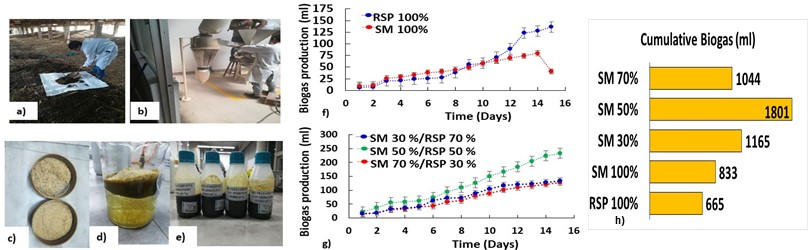 a)
b)
c)
d)
e)
Biogas production (ml)
175
150
125
100
75
50
25
0
RSP 100%
SM 100%
0 2 4 6 8 10 12 14 16
f)
Time (Days)
Biogas production (ml)
300
250
200
150
100
50
0
SM 30 %/RSP 70 %
SM 50 %/RSP 50 %
SM 70 %/RSP 30 %
0 2 4 6 8 10 12 14 16
g)
Time (Days)
Cumulative Biogas (ml)
SM 70% 1044
SM 50% 1801
SM 30% 1165
SM 100% 833
RSP 100% 665
h)